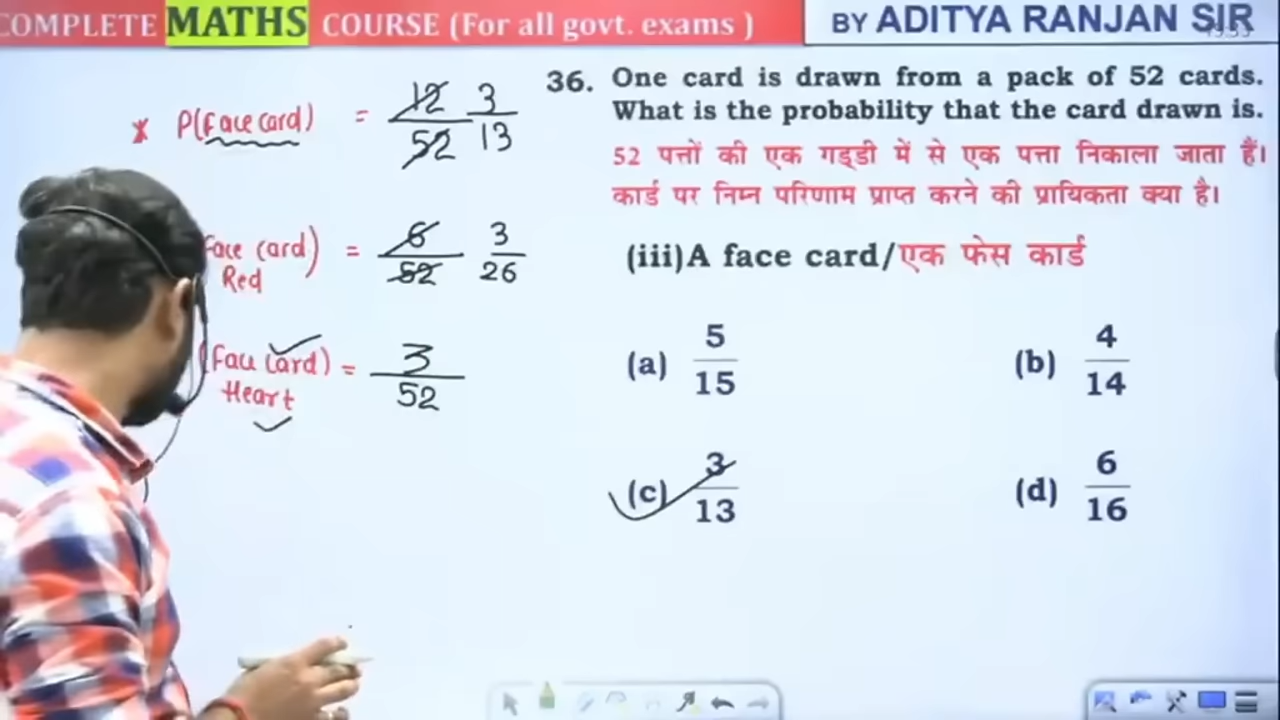 COMPLETE MATHS COURSE (For all govt. exams )
BY ADITYA RANJAN SIR
36. One card is drawn from a pack of 52 cards.
What is the probability that the card drawn is.
52 पत्तों की एक गड्डी में से एक पत्ता निकाला जाता हैं।
कार्ड पर निम्न परिणाम प्राप्त करने की प्रायिकता क्या है।
(iii)A face card/एक फेस कार्ड
(a) 5/15
(b) 4/14
(c) 3/13
(d) 6/16
P(Face card) = 12/52 3/13
Face card) = 6/52 3/26
Red
(Face card) = 3/52
Heart